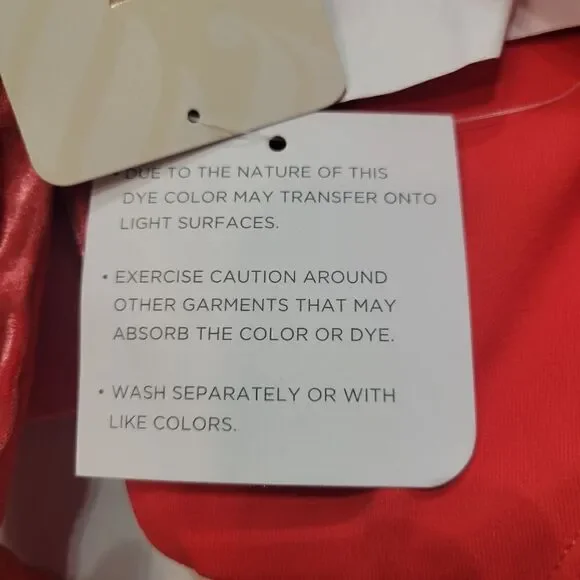 • DUE TO THE NATURE OF THIS
DYE COLOR MAY TRANSFER ONTO
LIGHT SURFACES.
• EXERCISE CAUTION AROUND
OTHER GARMENTS THAT MAY
ABSORB THE COLOR OR DYE.
• WASH SEPARATELY OR WITH
LIKE COLORS.